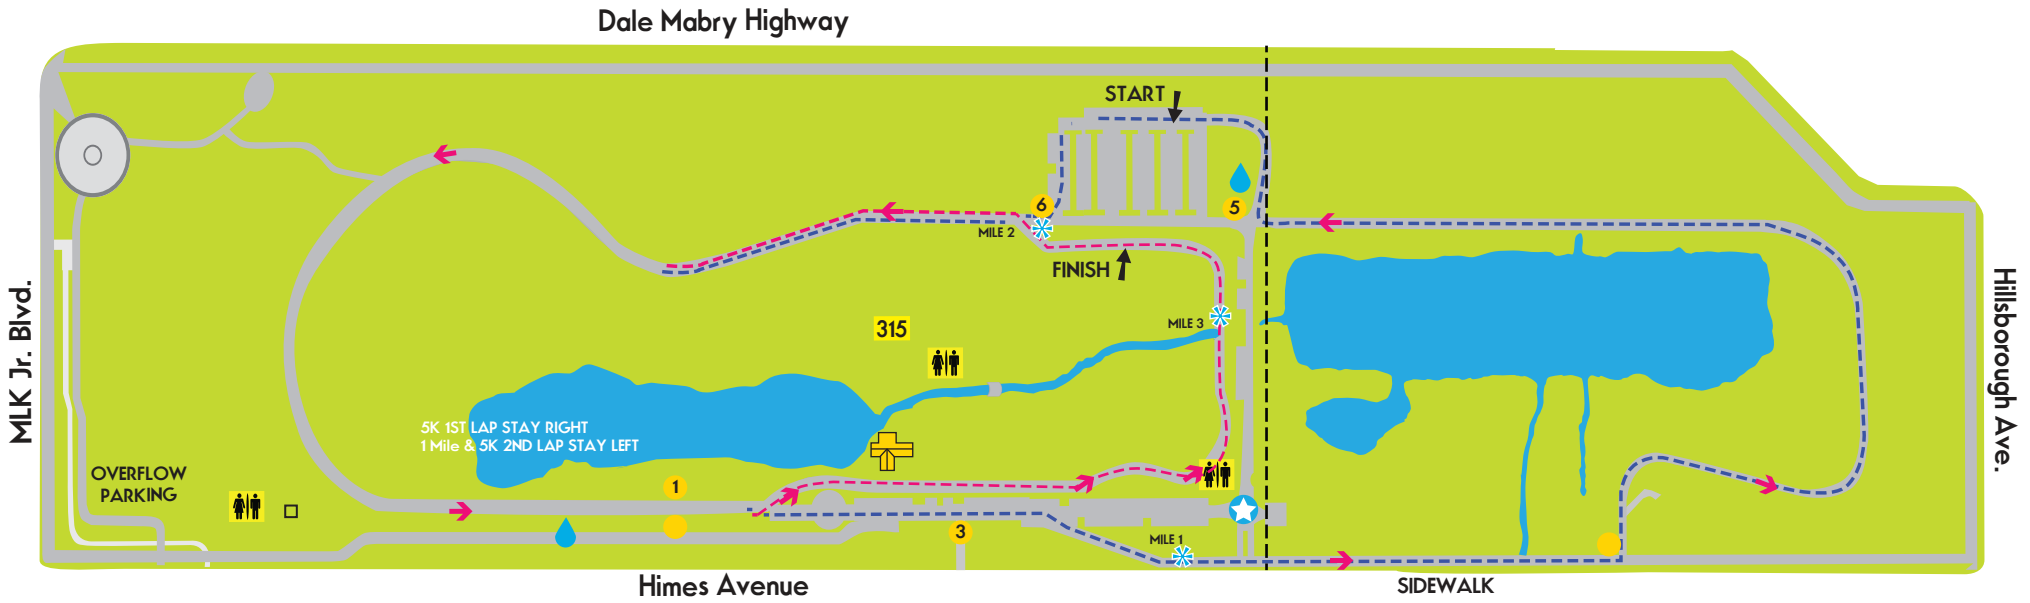 Dale Mabry Highway
START
6
5
MILE 2
FINISH
MILE 3
315
MLK Jr. Blvd.
Hillsborough Ave.
5K 1ST LAP STAY RIGHT
1 Mile & 5K 2ND LAP STAY LEFT
OVERFLOW
PARKING
1
3
MILE 1
Himes Avenue
SIDEWALK